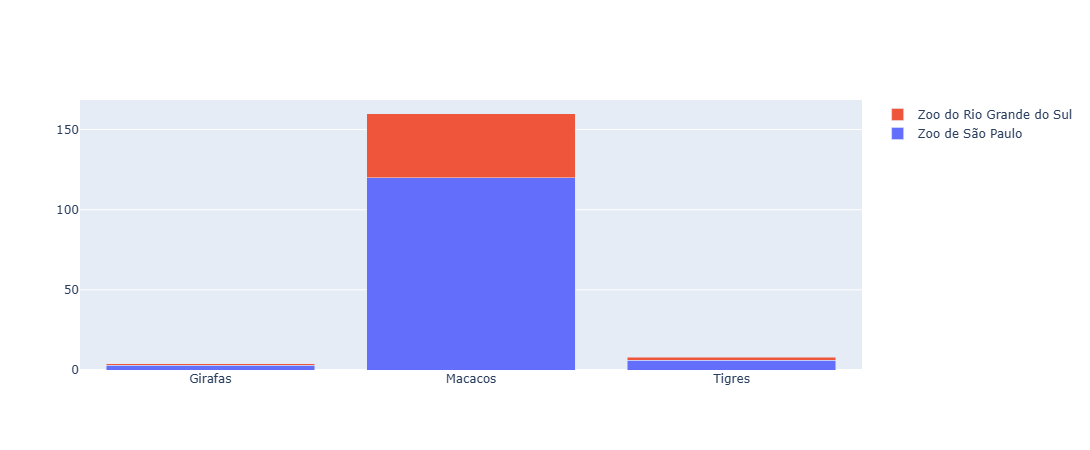 150
100
50
0
Girafas
Macacos
Tigres
Zoo do Rio Grande do Sul
Zoo de São Paulo